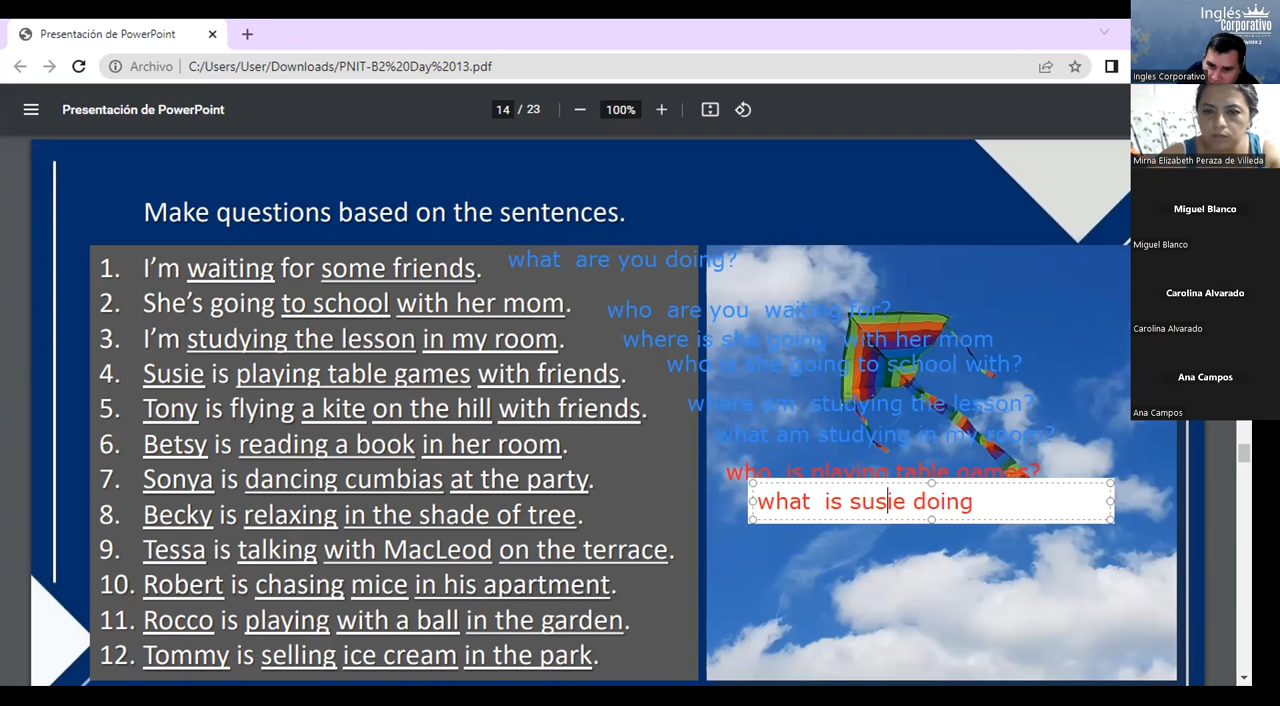 Presentación de PowerPoint
Archivo
C:/Users/User/Downloads/PNIT-B2%20Day%2013.pdf
Presentación de PowerPoint
14 / 23
100%
Make questions based on the sentences.
1. I'm waiting for some friends.
what are you doing?
2. She's going to school with her mom.
who are you waiting for?
3. I'm studying the lesson in my room.
where is she going with her mom
who is she going to school with?
4. Susie is playing table games with friends.
where am studying the lesson?
5. Tony is flying a kite on the hill with friends.
what am studying in my room?
6. Betsy is reading a book in her room.
who is playing table games?
7. Sonya is dancing cumbias at the party.
what is susie doing
8. Becky is relaxing in the shade of tree.
9. Tessa is talking with MacLeod on the terrace.
10. Robert is chasing mice in his apartment.
11. Rocco is playing with a ball in the garden.
12. Tommy is selling ice cream in the park.
Inglés
Corporativo
Ingles Corporativo
Mirna Elizabeth Peraza de Villeda
Miguel Blanco
Miguel Blanco
Carolina Alvarado
Carolina Alvarado
Ana Campos
Ana Campos